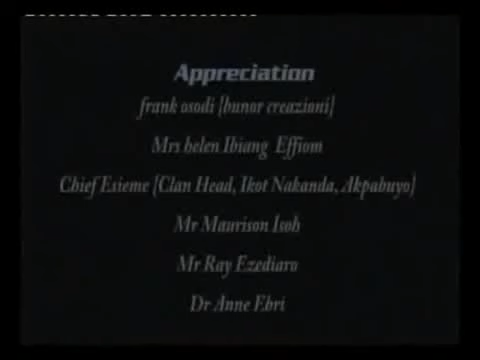 Appreciation
frank osodi [bunor creazioni]
Mrs helen Ibiang Effiom
Chief Esieme [Clan Head, Ikot Nakanda, Akpabuyo]
Mr Maurison Isoh
Mr Ray Ezediaro
Dr Anne Ebri